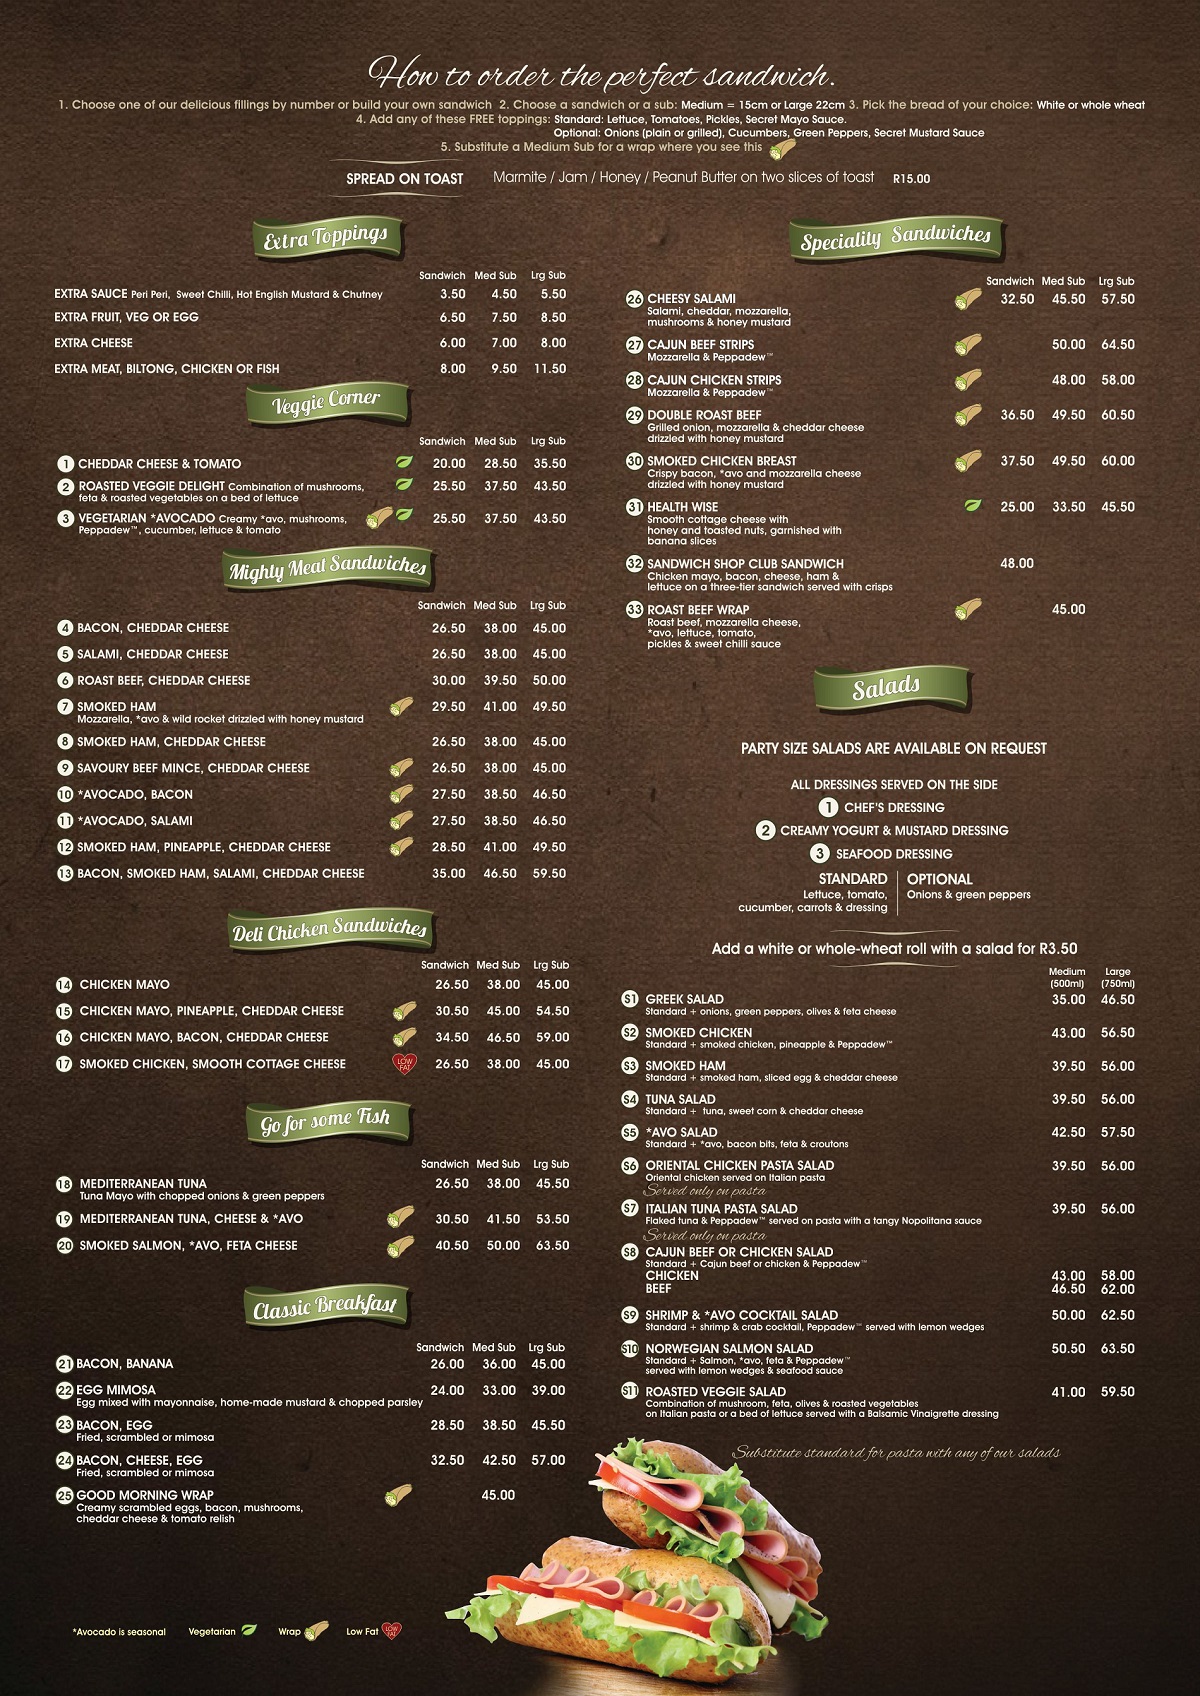 How to order the perfect sandwich.
1. Choose one of our delicious fillings by number or build your own sandwich 2. Choose a sandwich or a sub: Medium = 15cm or Large 22cm 3. Pick the bread of your choice: White or whole wheat
4. Add any of these FREE toppings: Standard: Lettuce, Tomatoes, Pickles, Secret Mayo Sauce.
Optional: Onions (plain or grilled), Cucumbers, Green Peppers, Secret Mustard Sauce
5. Substitute a Medium Sub for a wrap where you see this
SPREAD ON TOAST Marmite / Jam / Honey / Peanut Butter on two slices of toast R15.00
Extra Toppings
Sandwich Med Sub Lrg Sub
EXTRA SAUCE Peri Peri, Sweet Chilli, Hot English Mustard & Chutney 3.50 4.50 5.50
EXTRA FRUIT, VEG OR EGG 6.50 7.50 8.50
EXTRA CHEESE 6.00 7.00 8.00
EXTRA MEAT, BILTONG, CHICKEN OR FISH 8.00 9.50 11.50
Veggie Corner
Sandwich Med Sub Lrg Sub
1 CHEDDAR CHEESE & TOMATO 20.00 28.50 35.50
2 ROASTED VEGGIE DELIGHT Combination of mushrooms, 25.50 37.50 43.50
feta & roasted vegetables on a bed of lettuce
3 VEGETARIAN *AVOCADO Creamy *avo, mushrooms, 25.50 37.50 43.50
Peppadew™, cucumber, lettuce & tomato
Mighty Meat Sandwiches
Sandwich Med Sub Lrg Sub
4 BACON, CHEDDAR CHEESE 26.50 38.00 45.00
5 SALAMI, CHEDDAR CHEESE 26.50 38.00 45.00
6 ROAST BEEF, CHEDDAR CHEESE 30.00 39.50 50.00
7 SMOKED HAM 29.50 41.00 49.50
Mozzarella, *avo & wild rocket drizzled with honey mustard
8 SMOKED HAM, CHEDDAR CHEESE 26.50 38.00 45.00
9 SAVOURY BEEF MINCE, CHEDDAR CHEESE 26.50 38.00 45.00
10 *AVOCADO, BACON 27.50 38.50 46.50
11 *AVOCADO, SALAMI 27.50 38.50 46.50
12 SMOKED HAM, PINEAPPLE, CHEDDAR CHEESE 28.50 41.00 49.50
13 BACON, SMOKED HAM, SALAMI, CHEDDAR CHEESE 35.00 46.50 59.50
Deli Chicken Sandwiches
Sandwich Med Sub Lrg Sub
14 CHICKEN MAYO 26.50 38.00 45.00
15 CHICKEN MAYO, PINEAPPLE, CHEDDAR CHEESE 30.50 45.00 54.50
16 CHICKEN MAYO, BACON, CHEDDAR CHEESE 34.50 46.50 59.00
17 SMOKED CHICKEN, SMOOTH COTTAGE CHEESE LOW FAT 26.50 38.00 45.00
Go for some Fish
Sandwich Med Sub Lrg Sub
18 MEDITERRANEAN TUNA 26.50 38.00 45.50
Tuna Mayo with chopped onions & green peppers
19 MEDITERRANEAN TUNA, CHEESE & *AVO 30.50 41.50 53.50
20 SMOKED SALMON, *AVO, FETA CHEESE 40.50 50.00 63.50
Classic Breakfast
Sandwich Med Sub Lrg Sub
21 BACON, BANANA 26.00 36.00 45.00
22 EGG MIMOSA 24.00 33.00 39.00
Egg mixed with mayonnaise, home-made mustard & chopped parsley
23 BACON, EGG 28.50 38.50 45.50
Fried, scrambled or mimosa
24 BACON, CHEESE, EGG 32.50 42.50 57.00
Fried, scrambled or mimosa
25 GOOD MORNING WRAP 45.00
Creamy scrambled eggs, bacon, mushrooms,
cheddar cheese & tomato relish
*Avocado is seasonal Vegetarian Wrap Low Fat LOW FAT
Speciality Sandwiches
Sandwich Med Sub Lrg Sub
26 CHEESY SALAMI 32.50 45.50 57.50
Salami, cheddar, mozzarella,
mushrooms & honey mustard
27 CAJUN BEEF STRIPS 50.00 64.50
Mozzarella & Peppadew™
28 CAJUN CHICKEN STRIPS 48.00 58.00
Mozzarella & Peppadew™
29 DOUBLE ROAST BEEF 36.50 49.50 60.50
Grilled onion, mozzarella & cheddar cheese
drizzled with honey mustard
30 SMOKED CHICKEN BREAST 37.50 49.50 60.00
Crispy bacon, *avo and mozzarella cheese
drizzled with honey mustard
31 HEALTH WISE 25.00 33.50 45.50
Smooth cottage cheese with
honey and toasted nuts, garnished with
banana slices
32 SANDWICH SHOP CLUB SANDWICH 48.00
Chicken mayo, bacon, cheese, ham &
lettuce on a three-tier sandwich served with crisps
33 ROAST BEEF WRAP 45.00
Roast beef, mozzarella cheese,
*avo, lettuce, tomato,
pickles & sweet chilli sauce
Salads
PARTY SIZE SALADS ARE AVAILABLE ON REQUEST
ALL DRESSINGS SERVED ON THE SIDE
1 CHEF'S DRESSING
2 CREAMY YOGURT & MUSTARD DRESSING
3 SEAFOOD DRESSING
STANDARD OPTIONAL
Lettuce, tomato, Onions & green peppers
cucumber, carrots & dressing
Add a white or whole-wheat roll with a salad for R3.50
Medium Large
(500ml) (750ml)
S1 GREEK SALAD 35.00 46.50
Standard + onions, green peppers, olives & feta cheese
S2 SMOKED CHICKEN 43.00 56.50
Standard + smoked chicken, pineapple & Peppadew™
S3 SMOKED HAM 39.50 56.00
Standard + smoked ham, sliced egg & cheddar cheese
S4 TUNA SALAD 39.50 56.00
Standard + tuna, sweet corn & cheddar cheese
S5 *AVO SALAD 42.50 57.50
Standard + *avo, bacon bits, feta & croutons
S6 ORIENTAL CHICKEN PASTA SALAD 39.50 56.00
Oriental chicken served on Italian pasta
Served only on pasta
S7 ITALIAN TUNA PASTA SALAD 39.50 56.00
Flaked tuna & Peppadew™ served on pasta with a tangy Nopolitana sauce
Served only on pasta
S8 CAJUN BEEF OR CHICKEN SALAD
Standard + Cajun beef or chicken & Peppadew™
CHICKEN 43.00 58.00
BEEF 46.50 62.00
S9 SHRIMP & *AVO COCKTAIL SALAD 50.00 62.50
Standard + shrimp & crab cocktail, Peppadew™ served with lemon wedges
S10 NORWEGIAN SALMON SALAD 50.50 63.50
Standard + Salmon, *avo, feta & Peppadew™
served with lemon wedges & seafood sauce
S11 ROASTED VEGGIE SALAD 41.00 59.50
Combination of mushroom, feta, olives & roasted vegetables
on Italian pasta or a bed of lettuce served with a Balsamic Vinaigrette dressing
Substitute standard for pasta with any of our salads